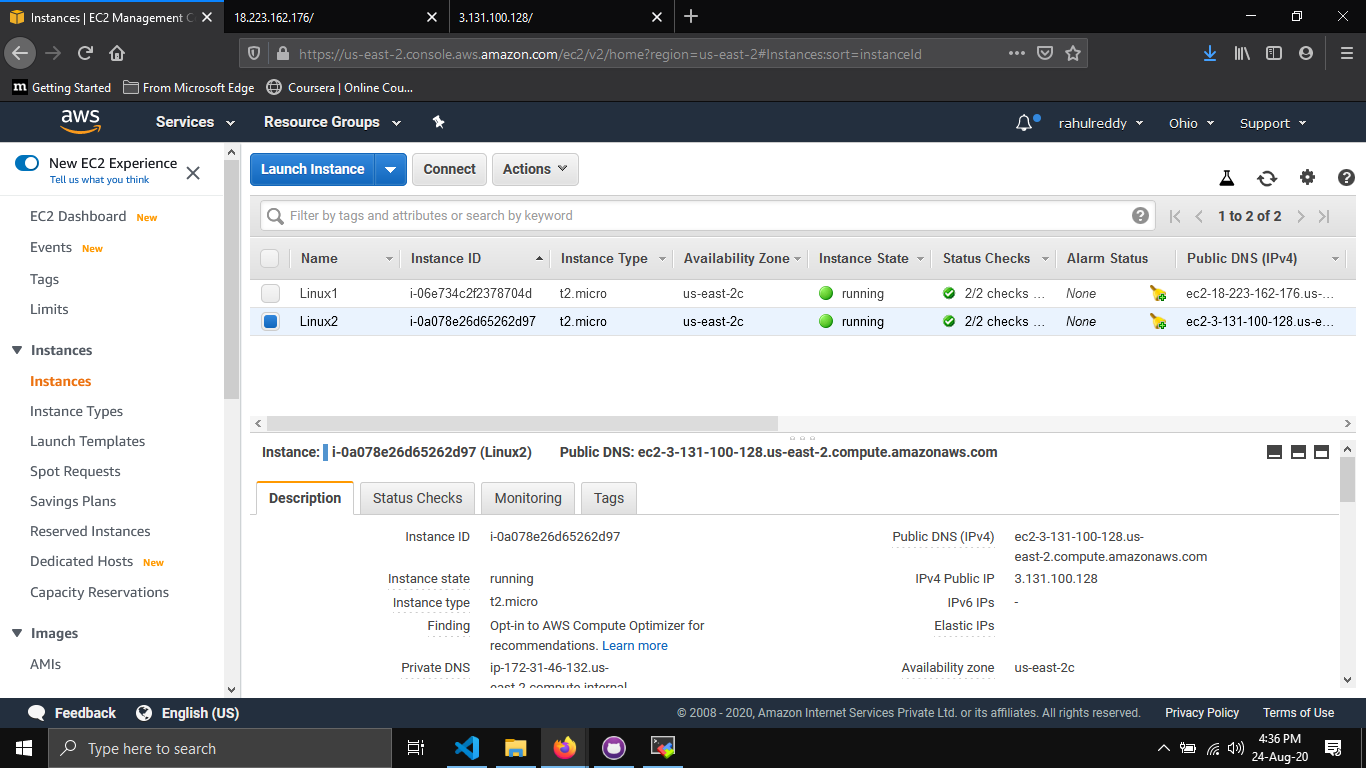 Instances | EC2 Management C
18.223.162.176/
3.131.100.128/
https://us-east-2.console.aws.amazon.com/ec2/v2/home?region=us-east-2#Instances:sort=instanceId
m Getting Started From Microsoft Edge Coursera | Online Cou...
aws Services Resource Groups rahulreddy Ohio Support
New EC2 Experience
Tell us what you think
EC2 Dashboard New
Events New
Tags
Limits
Instances
Instances
Instance Types
Launch Templates
Spot Requests
Savings Plans
Reserved Instances
Dedicated Hosts New
Capacity Reservations
Images
AMIs
Launch Instance Connect Actions
Filter by tags and attributes or search by keyword
1 to 2 of 2
Name Instance ID Instance Type Availability Zone Instance State Status Checks Alarm Status Public DNS (IPv4)
Linux1 i-06e734c2f2378704d t2.micro us-east-2c running 2/2 checks ... None ec2-18-223-162-176.us-...
Linux2 i-0a078e26d65262d97 t2.micro us-east-2c running 2/2 checks ... None ec2-3-131-100-128.us-e...
Instance: i-0a078e26d65262d97 (Linux2) Public DNS: ec2-3-131-100-128.us-east-2.compute.amazonaws.com
Description Status Checks Monitoring Tags
Instance ID i-0a078e26d65262d97
Public DNS (IPv4) ec2-3-131-100-128.us-
east-2.compute.amazonaws.com
Instance state running
IPv4 Public IP 3.131.100.128
Instance type t2.micro
IPv6 IPs -
Finding Opt-in to AWS Compute Optimizer for
recommendations. Learn more
Elastic IPs
Private DNS ip-172-31-46-132.us-
east-2.compute.internal
Availability zone us-east-2c
Feedback English (US) © 2008 - 2020, Amazon Internet Services Private Ltd. or its affiliates. All rights reserved. Privacy Policy Terms of Use
Type here to search
4:36 PM
24-Aug-20